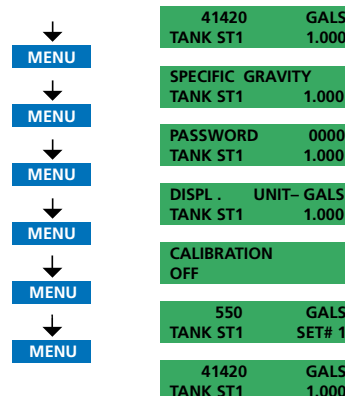 41420 GALS
TANK ST1 1.000
MENU
SPECIFIC GRAVITY
TANK ST1 1.000
MENU
PASSWORD 0000
TANK ST1 1.000
MENU
DISPL . UNIT– GALS
TANK ST1 1.000
MENU
CALIBRATION
OFF
MENU
550 GALS
TANK ST1 SET# 1
MENU
41420 GALS
TANK ST1 1.000